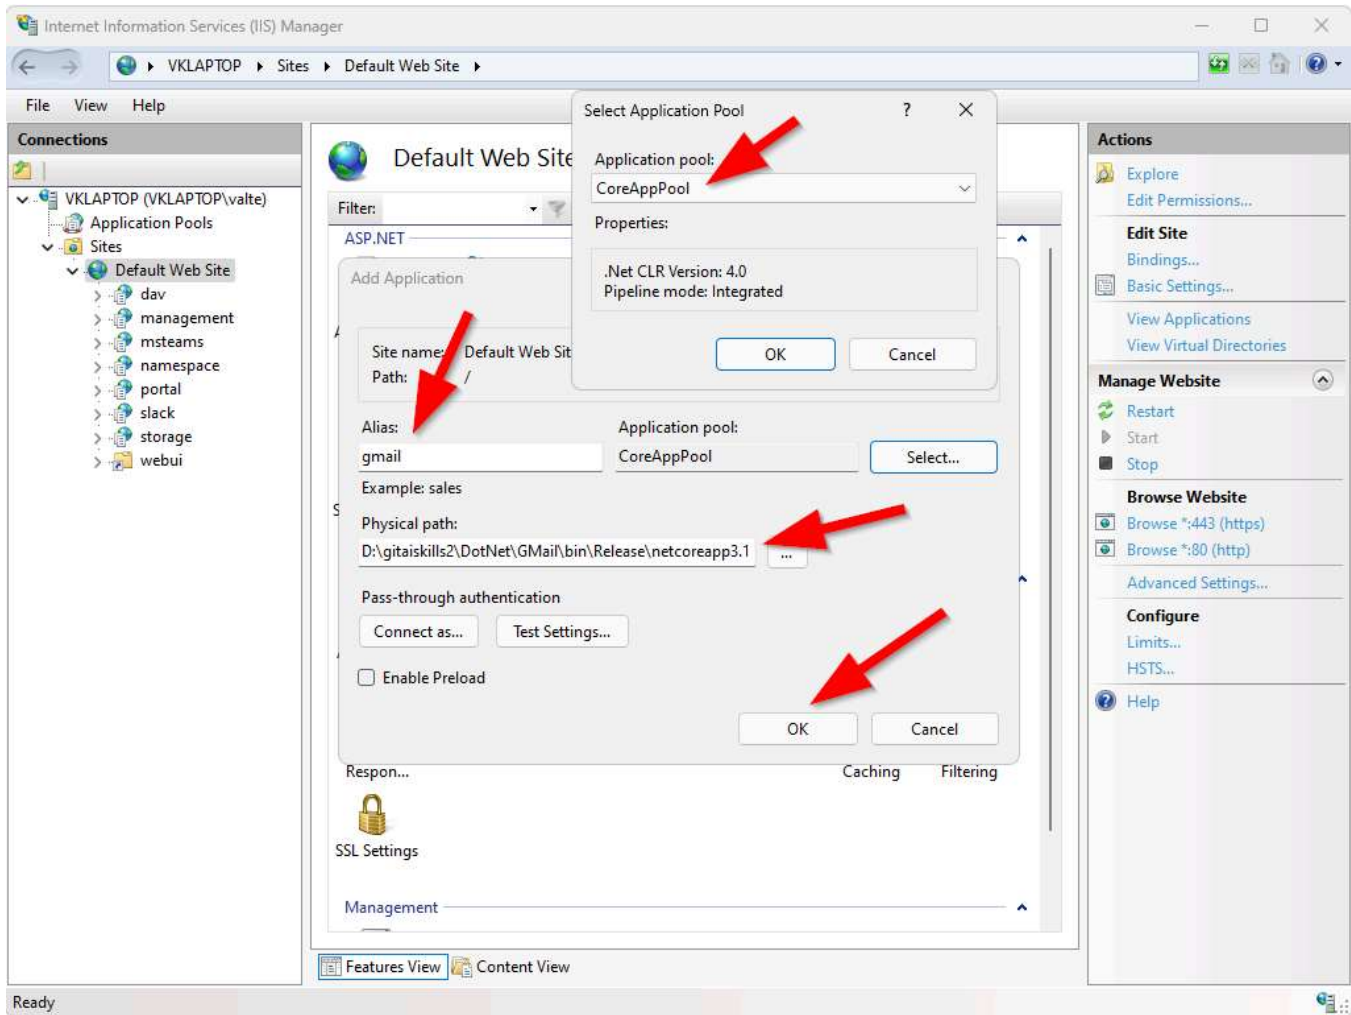 Internet Information Services (IIS) Manager
VKLAPTOP Sites Default Web Site
File View Help
Connections
VKLAPTOP (VKLAPTOP\valte)
Application Pools
Sites
Default Web Site
dav
management
msteams
namespace
portal
slack
storage
webui
Default Web Site
Filter:
ASP.NET
Select Application Pool
?
Application pool:
CoreAppPool
Properties:
.Net CLR Version: 4.0
Pipeline mode: Integrated
OK Cancel
Add Application
Site name: Default Web Sit
Path: /
Alias: Application pool:
gmail CoreAppPool Select...
Example: sales
Physical path:
D:\gitaiskills2\DotNet\GMail\bin\Release\netcoreapp3.1 ...
Pass-through authentication
Connect as... Test Settings...
Enable Preload
OK Cancel
Respon... Caching Filtering
SSL Settings
Management
Features View Content View
Actions
Explore
Edit Permissions...
Edit Site
Bindings...
Basic Settings...
View Applications
View Virtual Directories
Manage Website
Restart
Start
Stop
Browse Website
Browse *:443 (https)
Browse *:80 (http)
Advanced Settings...
Configure
Limits...
HSTS...
Help
Ready